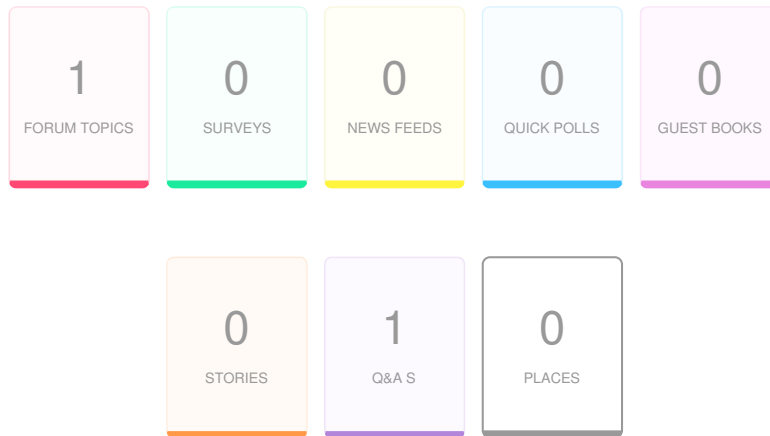 1 0 0 0 0
FORUM TOPICS SURVEYS NEWS FEEDS QUICK POLLS GUEST BOOKS
0 1 0
STORIES Q&A S PLACES